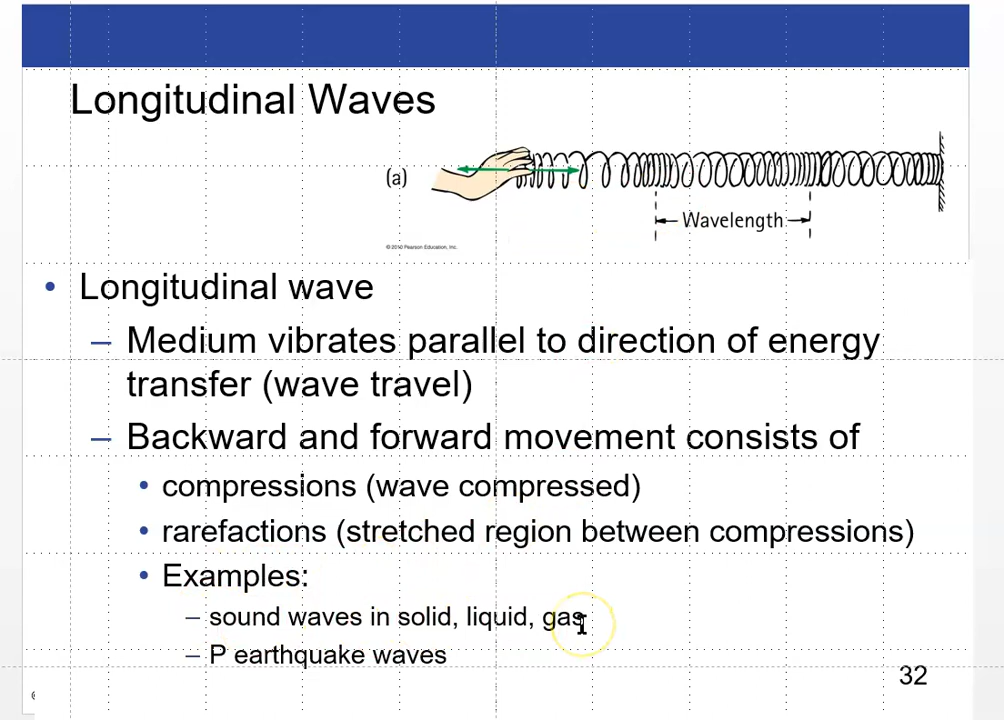 Longitudinal Waves
(a)
Wavelength
© 2010 Pearson Education, Inc.
• Longitudinal wave
– Medium vibrates parallel to direction of energy
transfer (wave travel)
– Backward and forward movement consists of
• compressions (wave compressed)
• rarefactions (stretched region between compressions)
• Examples:
– sound waves in solid, liquid, gas
– P earthquake waves
32
©